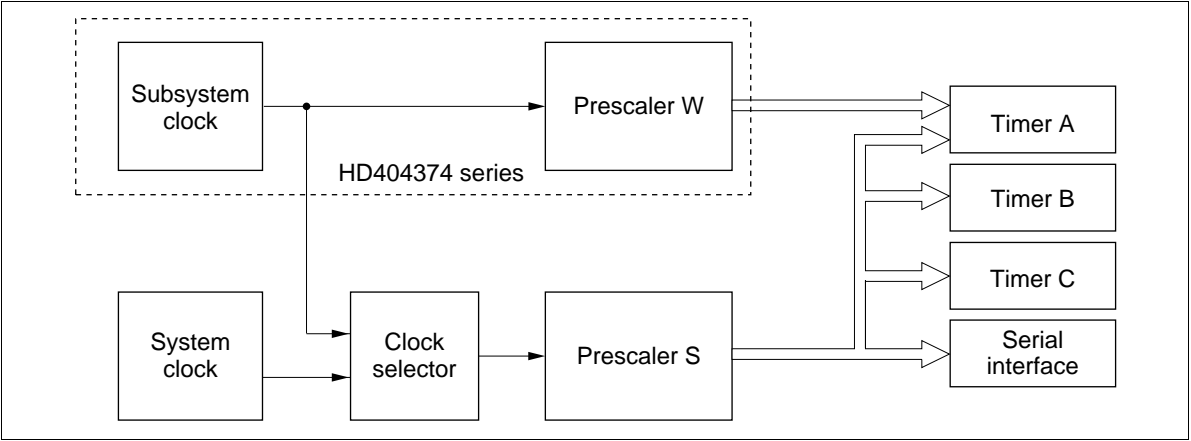 Subsystem
clock
Prescaler W
HD404374 series
Timer A
Timer B
Timer C
Serial
interface
System
clock
Clock
selector
Prescaler S